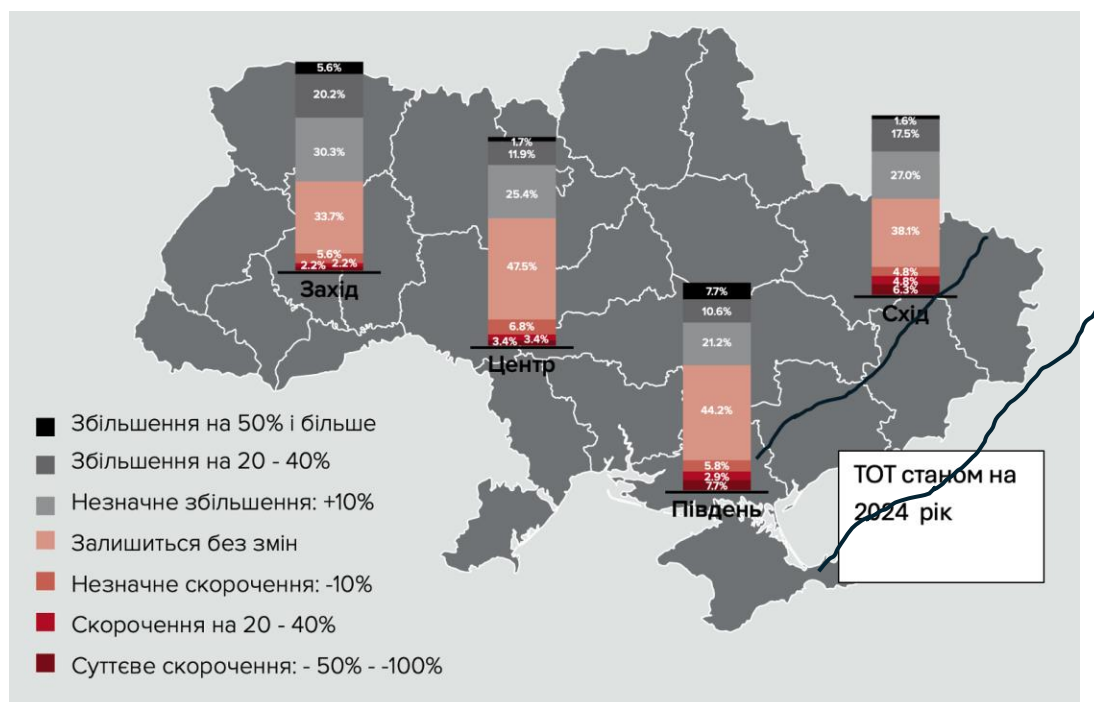 5.6%
20.2%
30.3%
33.7%
5.6%
2.2% 2.2%
Захід
1.7%
11.9%
25.4%
47.5%
6.8%
3.4% 3.4%
Центр
7.7%
10.6%
21.2%
44.2%
5.8%
2.9%
7.7%
Південь
1.6%
17.5%
27.0%
38.1%
4.8%
4.8%
6.3%
Схід
Збільшення на 50% і більше
Збільшення на 20 - 40%
Незначне збільшення: +10%
Залишиться без змін
Незначне скорочення: -10%
Скорочення на 20 - 40%
Суттєве скорочення: - 50% - -100%
ТОТ станом на
2024 рік